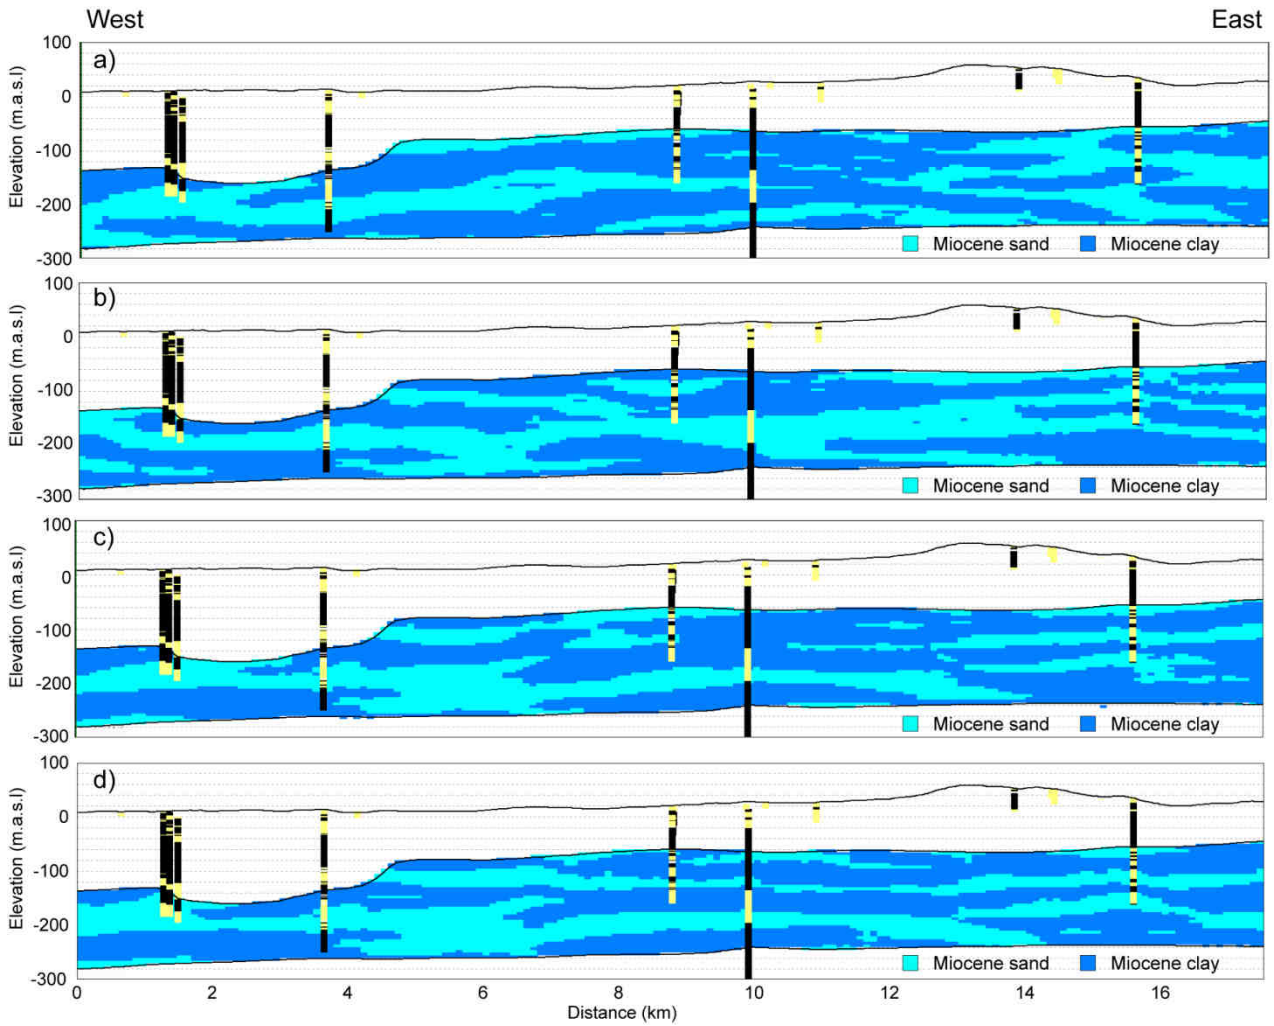 West East
a)
100
0
-100
-200
-300
Elevation (m.a.s.l)
Miocene sand Miocene clay
b)
100
0
-100
-200
-300
Elevation (m.a.s.l)
Miocene sand Miocene clay
c)
100
0
-100
-200
-300
Elevation (m.a.s.l)
Miocene sand Miocene clay
d)
100
0
-100
-200
-300
Elevation (m.a.s.l)
Miocene sand Miocene clay
0 2 4 6 8 10 12 14 16
Distance (km)